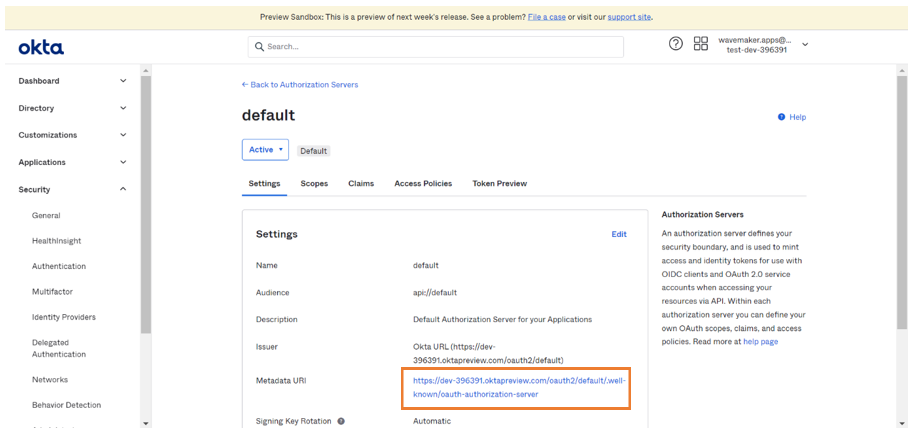 Preview Sandbox: This is a preview of next week's release. See a problem? File a case or visit our support site.
okta
Search...
wavemaker.apps@...
test-dev-396391
Dashboard
Directory
Customizations
Applications
Security
General
HealthInsight
Authentication
Multifactor
Identity Providers
Delegated
Authentication
Networks
Behavior Detection
← Back to Authorization Servers
default
Help
Active
Default
Settings Scopes Claims Access Policies Token Preview
Settings
Edit
Name default
Audience api://default
Description Default Authorization Server for your Applications
Issuer Okta URL (https://dev-
396391.oktapreview.com/oauth2/default)
Metadata URI https://dev-396391.oktapreview.com/oauth2/default/.well-
known/oauth-authorization-server
Signing Key Rotation Automatic
Authorization Servers
An authorization server defines your
security boundary, and is used to mint
access and identity tokens for use with
OIDC clients and OAuth 2.0 service
accounts when accessing your
resources via API. Within each
authorization server you can define your
own OAuth scopes, claims, and access
policies. Read more at help page